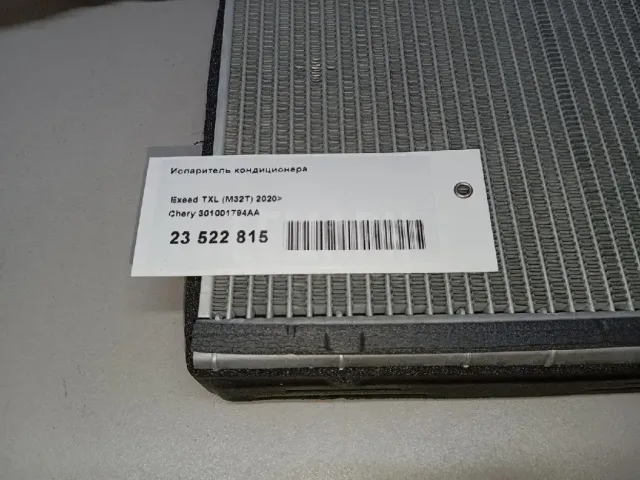 Испаритель кондиционера
Exeed TXL (M32T) 2020>
Chery 301001794AA
23 522 815